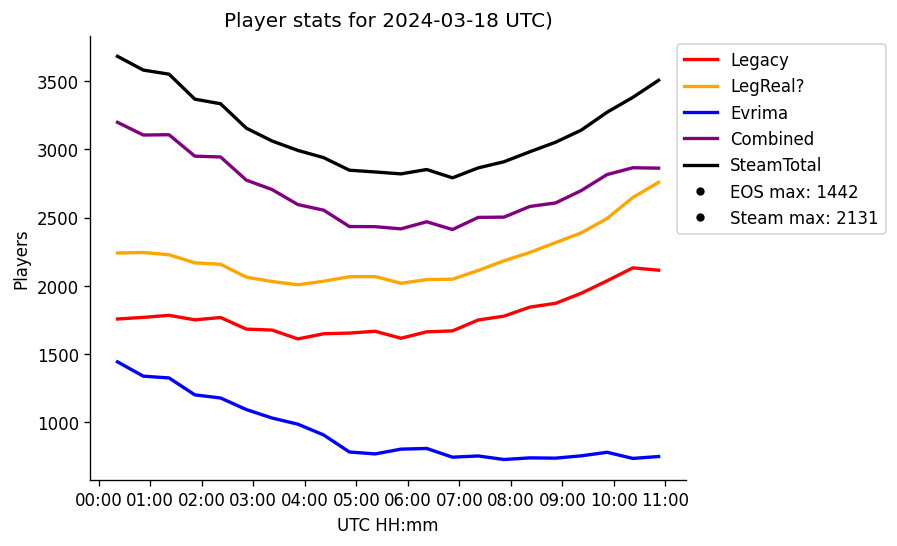 Player stats for 2024-03-18 UTC)
Legacy
LegReal?
Evrima
Combined
SteamTotal
EOS max: 1442
Steam max: 2131
3500
3000
2500
2000
1500
1000
Players
00:00 01:00 02:00 03:00 04:00 05:00 06:00 07:00 08:00 09:00 10:00 11:00
UTC HH:mm